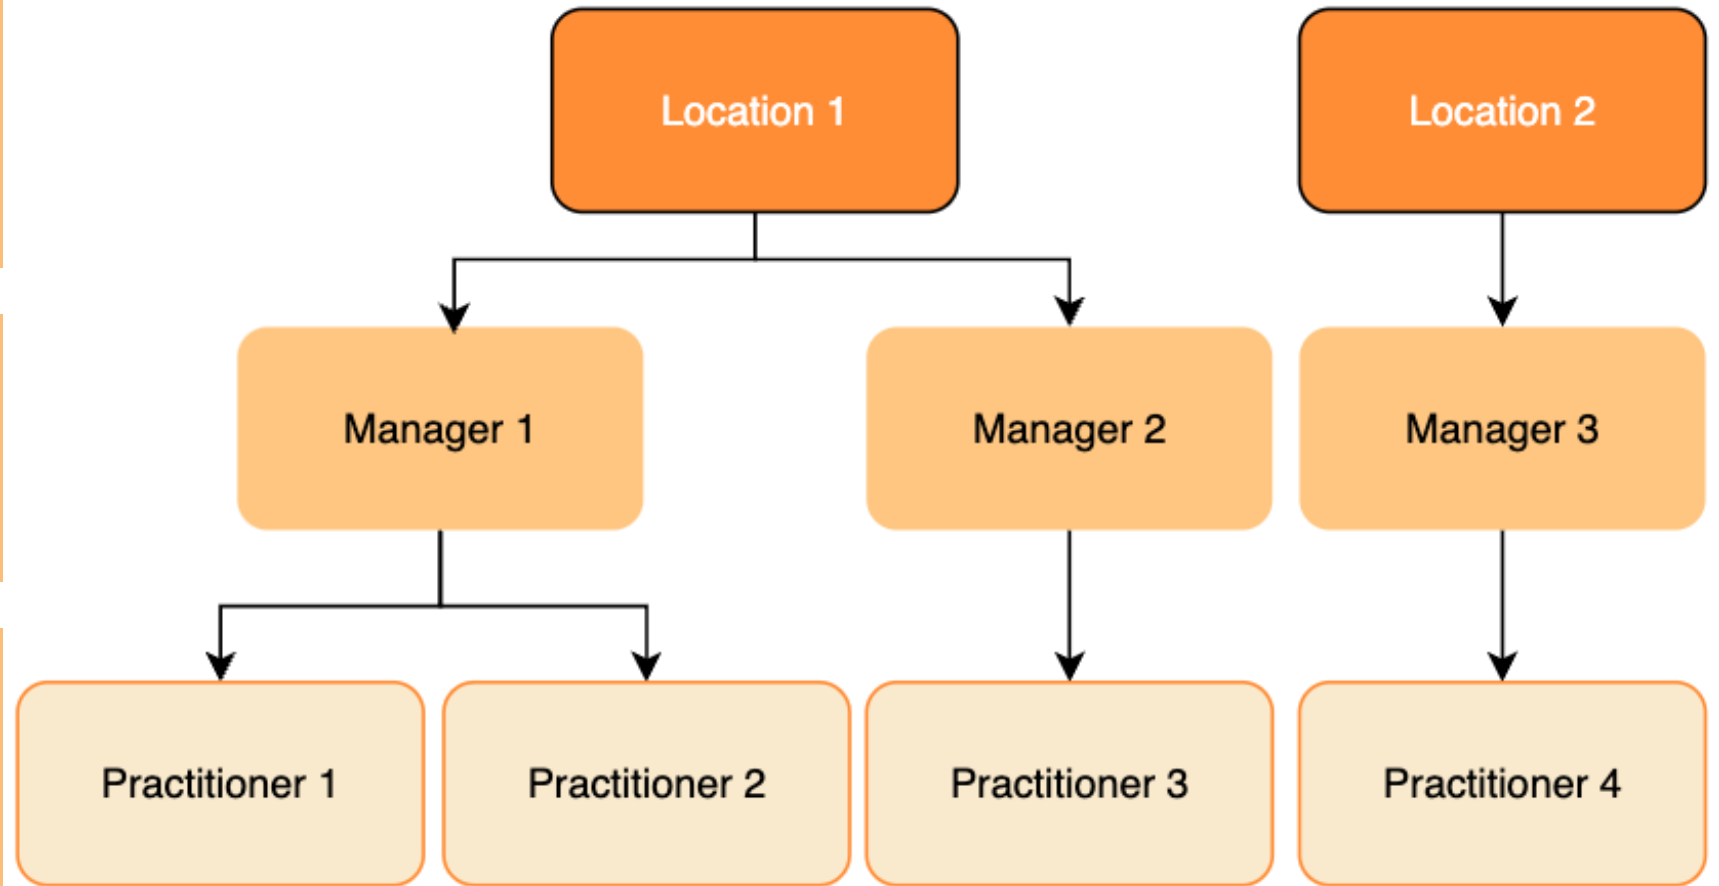 Location 1
Location 2
Manager 1
Manager 2
Manager 3
Practitioner 1
Practitioner 2
Practitioner 3
Practitioner 4